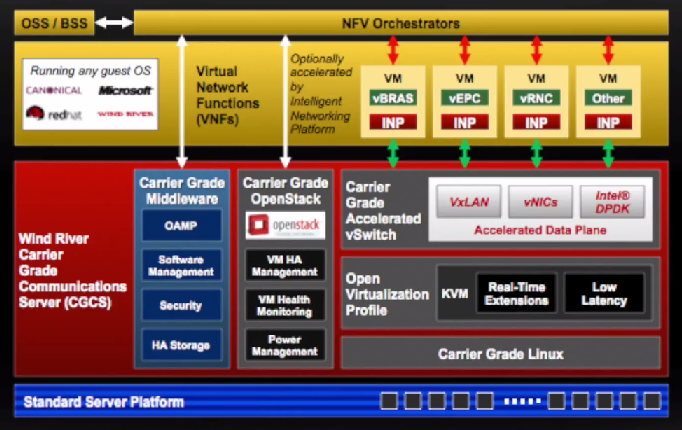 OSS / BSS
NFV Orchestrators
Running any guest OS
CANONICAL
Microsoft
redhat
WIND RIVER
Virtual
Network
Functions
(VNFs)
Optionally
accelerated
by
Intelligent
Networking
Platform
VM
vBRAS
INP
VM
vEPC
INP
VM
vRNC
INP
VM
Other
INP
Wind River
Carrier
Grade
Communications
Server (CGCS)
Carrier Grade
Middleware
OAMP
Software
Management
Security
HA Storage
Carrier Grade
OpenStack
openstack
VM HA
Management
VM Health
Monitoring
Power
Management
Carrier
Grade
Accelerated
vSwitch
VxLAN
vNICs
Intel®
DPDK
Accelerated Data Plane
Open
Virtualization
Profile
KVM
Real-Time
Extensions
Low
Latency
Carrier Grade Linux
Standard Server Platform